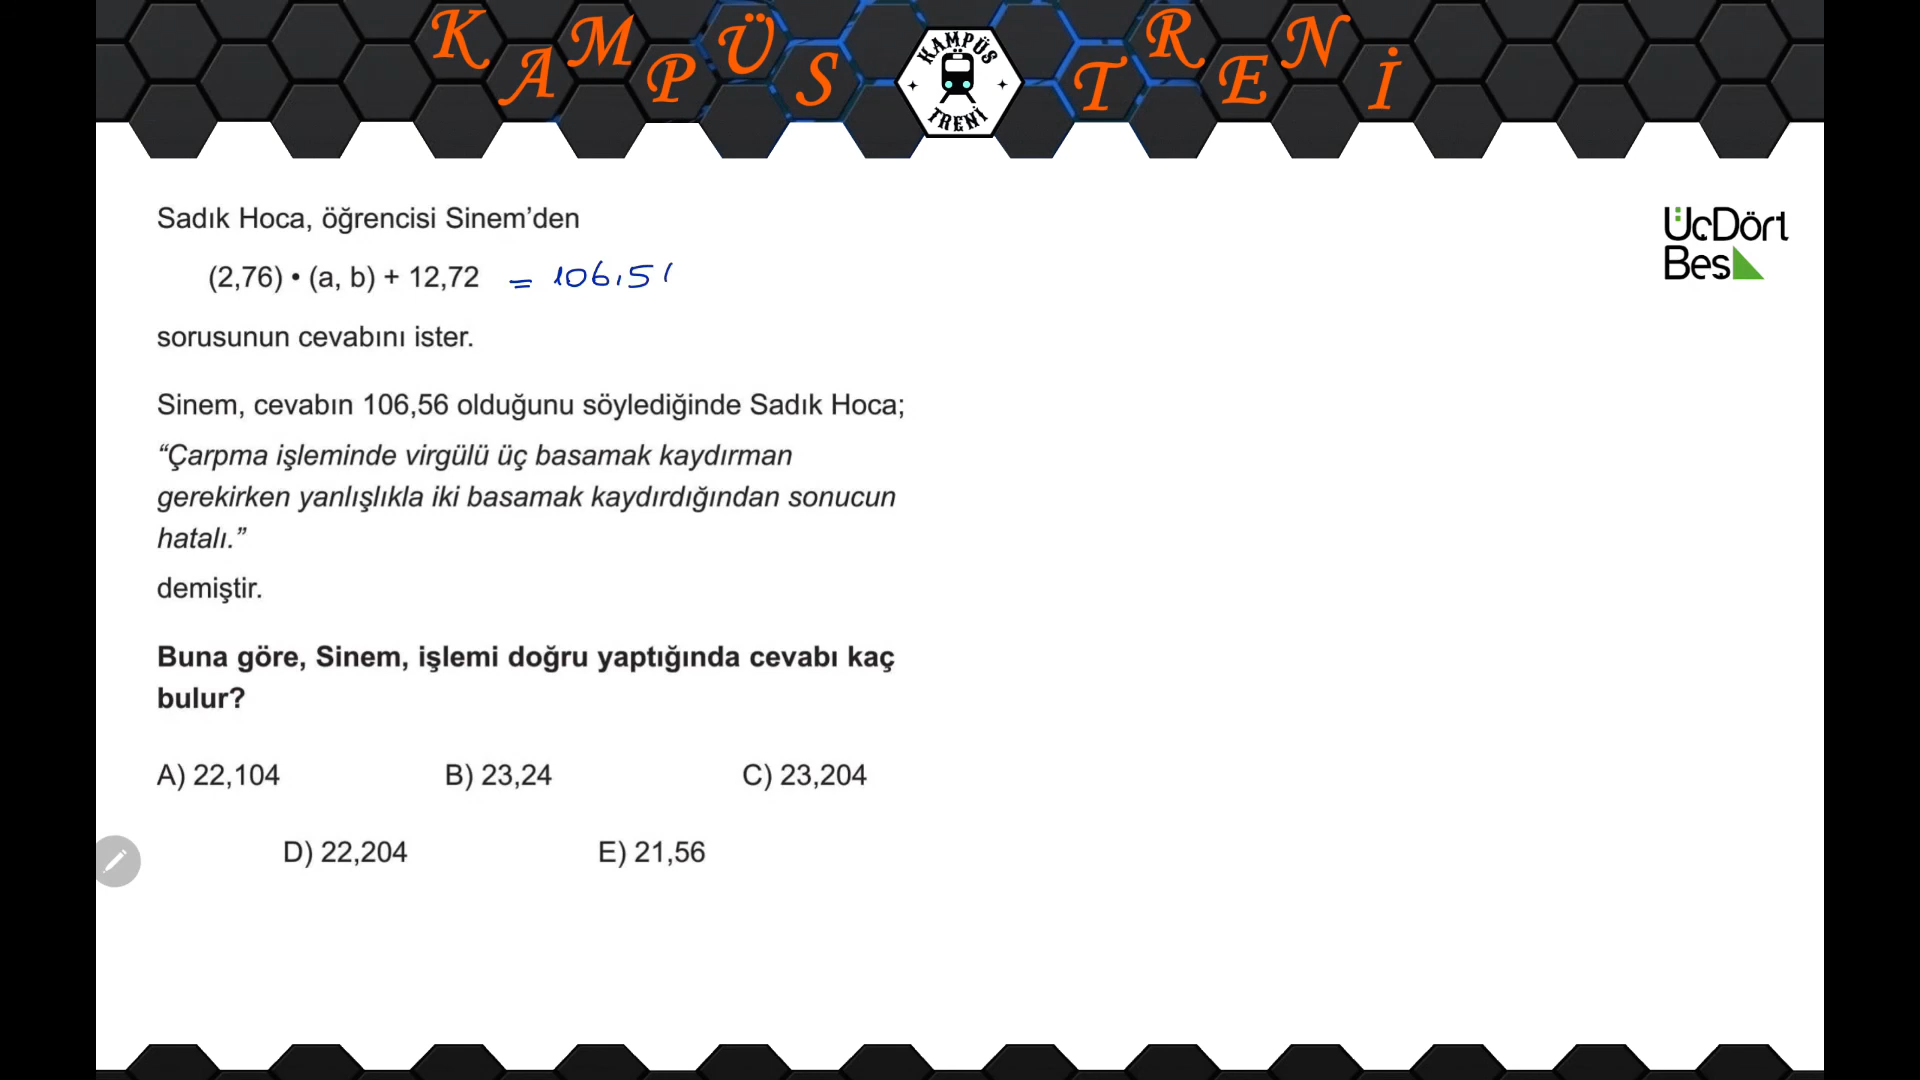 KAMPÜS TRENİ
KAMPÜS
TRENİ
Sadık Hoca, öğrencisi Sinem’den
(2,76) • (a, b) + 12,72 = 106,5
sorusunun cevabını ister.
Sinem, cevabın 106,56 olduğunu söylediğinde Sadık Hoca;
“Çarpma işleminde virgülü üç basamak kaydırman
gerekirken yanlışlıkla iki basamak kaydırdığından sonucun
hatalı.”
demiştir.
Buna göre, Sinem, işlemi doğru yaptığında cevabı kaç
bulur?
A) 22,104 B) 23,24 C) 23,204
D) 22,204 E) 21,56
ÜçDört
Beş